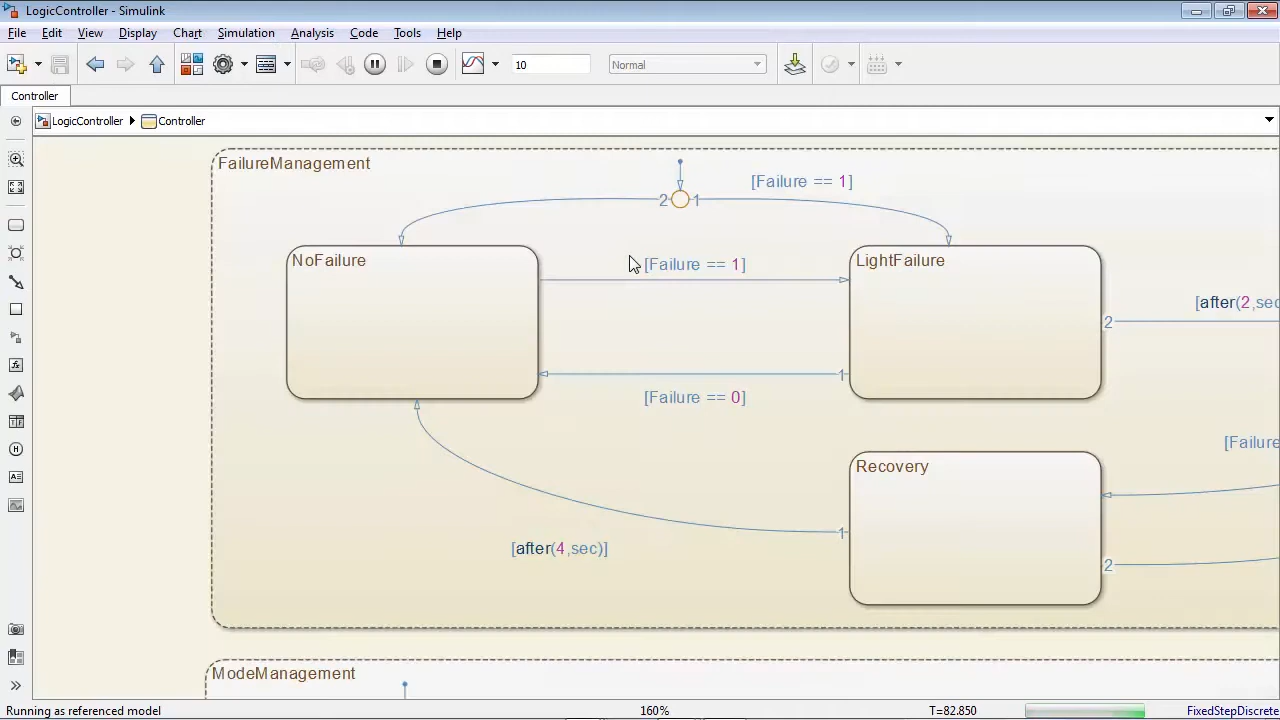 LogicController - Simulink
File Edit View Display Chart Simulation Analysis Code Tools Help
10 Normal
Controller
LogicController Controller
FailureManagement
[Failure == 1]
2 1
NoFailure
[Failure == 1]
LightFailure
[after(2,sec
2
1
[Failure == 0]
[Failure
Recovery
1
[after(4,sec)]
2
ModeManagement
Running as referenced model 160% T=82.850 FixedStepDiscrete